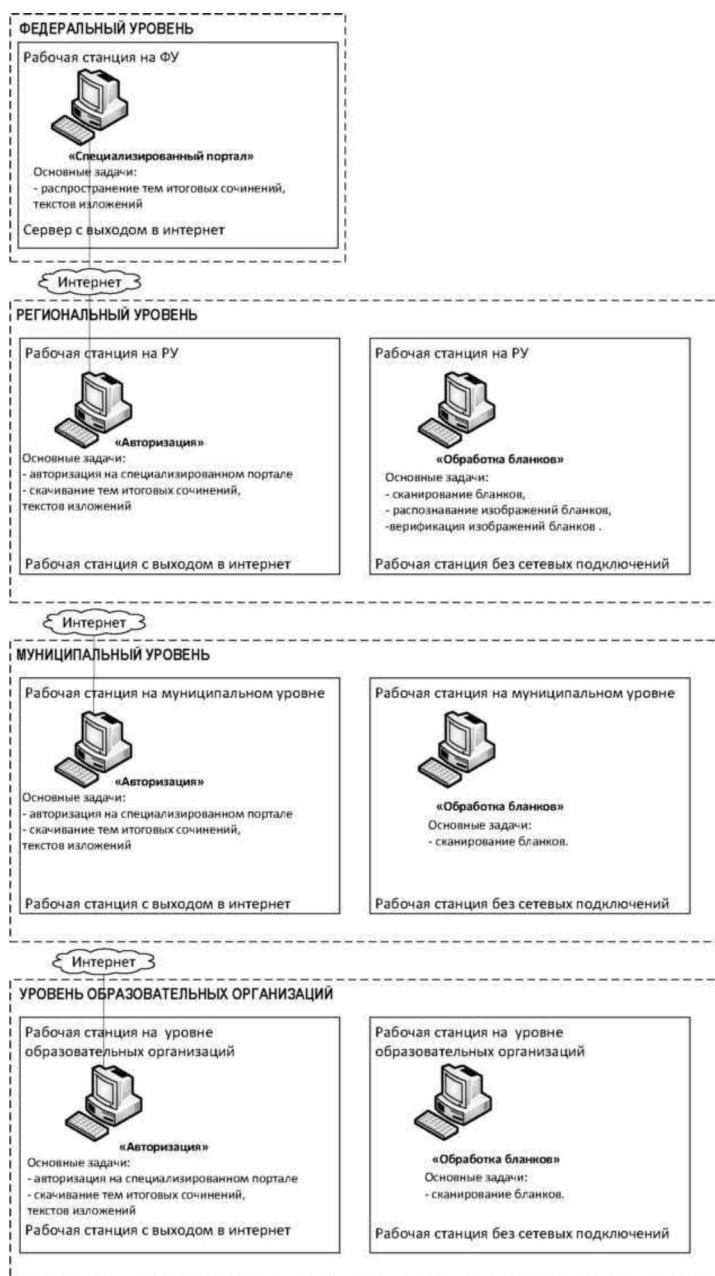 ФЕДЕРАЛЬНЫЙ УРОВЕНЬ
Рабочая станция на ФУ
«Специализированный портал»
Основные задачи:
- распространение тем итоговых сочинений,
текстов изложений
Сервер с выходом в интернет
Интернет
РЕГИОНАЛЬНЫЙ УРОВЕНЬ
Рабочая станция на РУ
«Авторизация»
Основные задачи:
- авторизация на специализированном портале
- скачивание тем итоговых сочинений,
текстов изложений
Рабочая станция с выходом в интернет
Рабочая станция на РУ
«Обработка бланков»
Основные задачи:
- сканирование бланков,
- распознавание изображений бланков,
-верификация изображений бланков .
Рабочая станция без сетевых подключений
Интернет
МУНИЦИПАЛЬНЫЙ УРОВЕНЬ
Рабочая станция на муниципальном уровне
«Авторизация»
Основные задачи:
- авторизация на специализированном портале
- скачивание тем итоговых сочинений,
текстов изложений
Рабочая станция с выходом в интернет
Рабочая станция на муниципальном уровне
«Обработка бланков»
Основные задачи:
- сканирование бланков.
Рабочая станция без сетевых подключений
Интернет
УРОВЕНЬ ОБРАЗОВАТЕЛЬНЫХ ОРГАНИЗАЦИЙ
Рабочая станция на уровне
образовательных организаций
«Авторизация»
Основные задачи:
- авторизация на специализированном портале
- скачивание тем итоговых сочинений,
текстов изложений
Рабочая станция с выходом в интернет
Рабочая станция на уровне
образовательных организаций
«Обработка бланков»
Основные задачи:
- сканирование бланков.
Рабочая станция без сетевых подключений